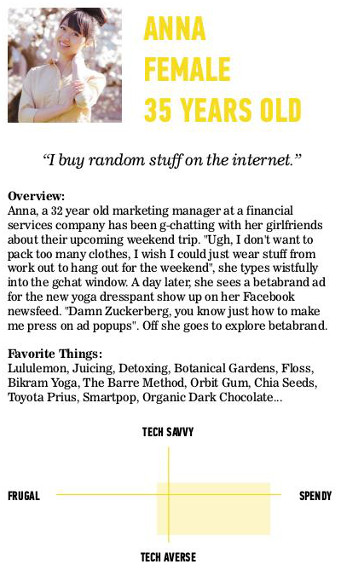 ANNA
FEMALE
35 YEARS OLD
“I buy random stuff on the internet.”
Overview:
Anna, a 32 year old marketing manager at a financial
services company has been g-chatting with her girlfriends
about their upcoming weekend trip. "Ugh, I don't want to
pack too many clothes, I wish I could just wear stuff from
work out to hang out for the weekend", she types wistfully
into the gchat window. A day later, she sees a betabrand ad
for the new yoga dresspant show up on her Facebook
newsfeed. "Damn Zuckerberg, you know just how to make
me press on ad popups". Off she goes to explore betabrand.
Favorite Things:
Lululemon, Juicing, Detoxing, Botanical Gardens, Floss,
Bikram Yoga, The Barre Method, Orbit Gum, Chia Seeds,
Toyota Prius, Smartpop, Organic Dark Chocolate...
TECH SAVVY
FRUGAL
SPENDY
TECH AVERSE